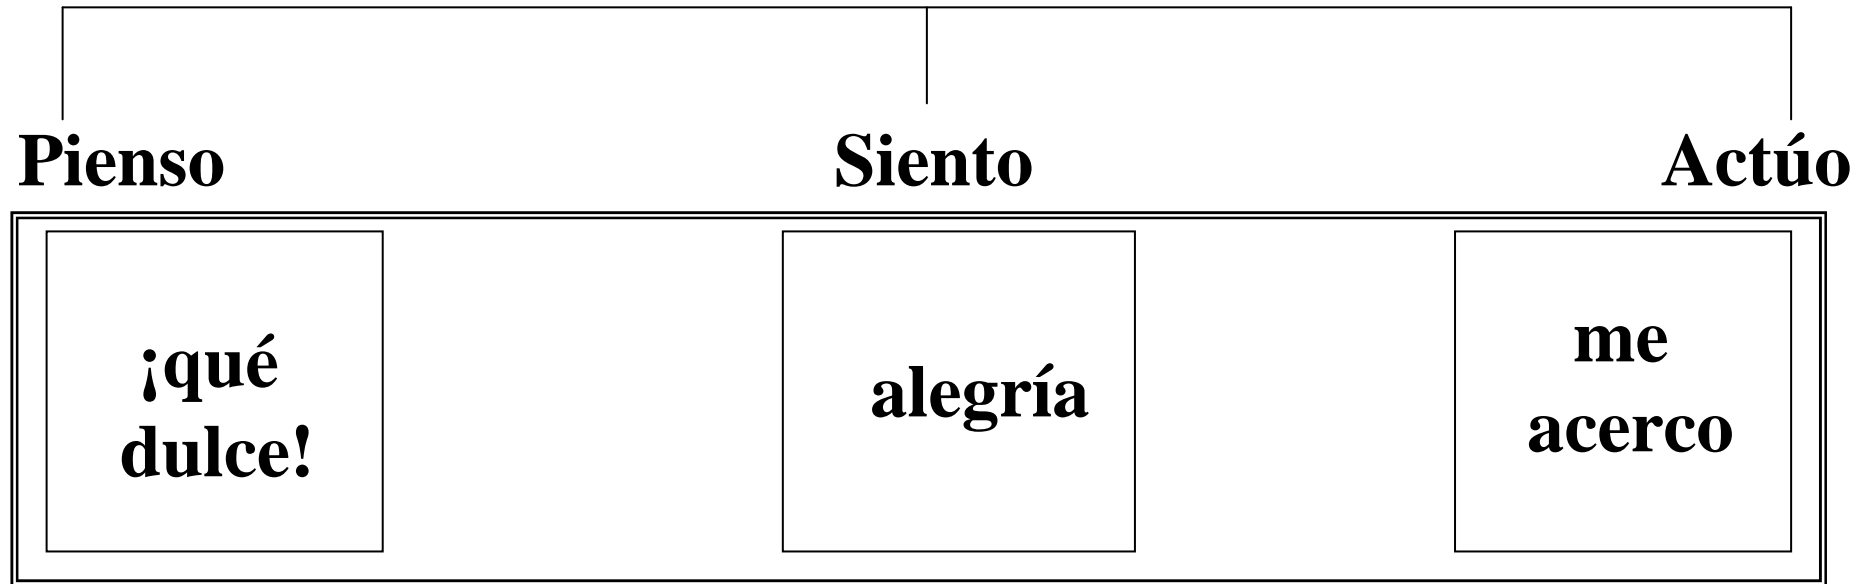 Pienso Siento Actúo
¡qué
dulce!
alegría
me
acerco